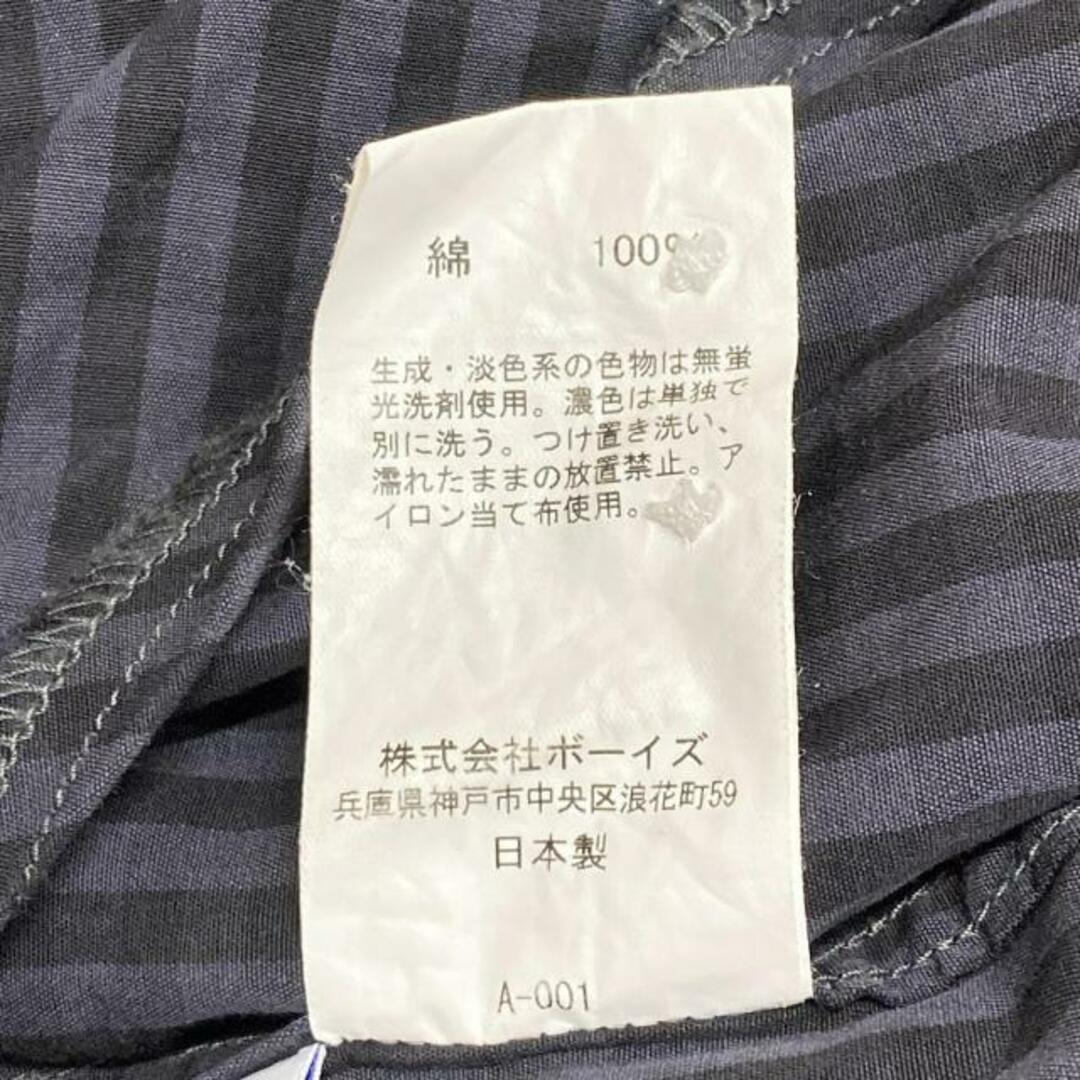 綿 100%
生成・淡色系の色物は無蛍
光洗剤使用。濃色は単独で
別に洗う。つけ置き洗い、
濡れたままの放置禁止。ア
イロン当て布使用。
株式会社ボーイズ
兵庫県神戸市中央区浪花町59
日本製
A-001